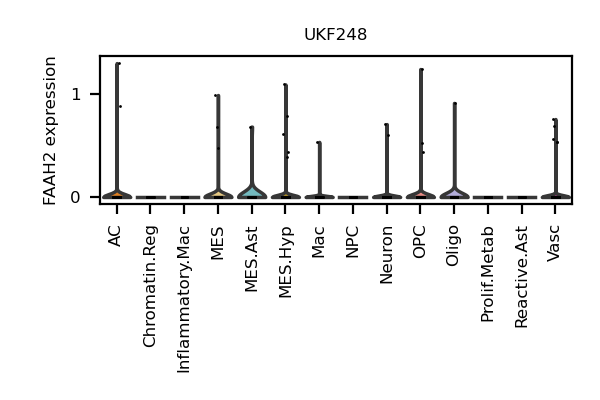 UKF248
FAAH2 expression
1
0
AC
Chromatin.Reg
Inflammatory.Mac
MES
MES.Ast
MES.Hyp
Mac
NPC
Neuron
OPC
Oligo
Prolif.Metab
Reactive.Ast
Vasc